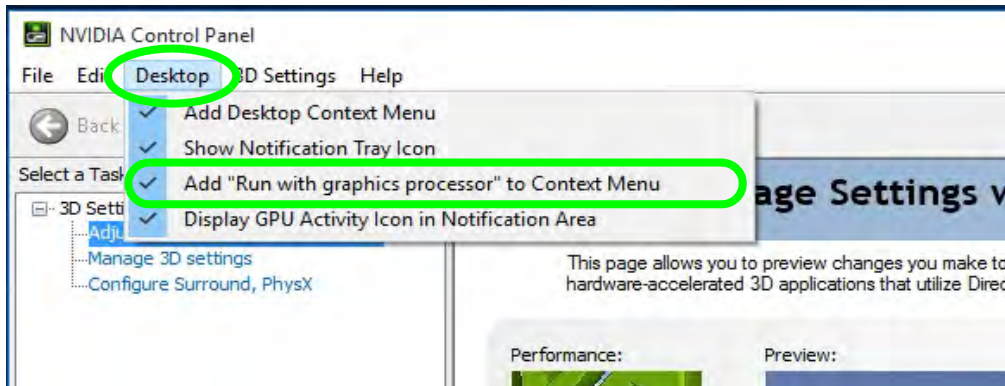 NVIDIA Control Panel
File Edi Desktop 3D Settings Help
Back
Add Desktop Context Menu
Show Notification Tray Icon
Select a Task
Add "Run with graphics processor" to Context Menu
age Settings v
3D Setti
Display GPU Activity Icon in Notification Area
Adju
Manage 3D settings
Configure Surround, PhysX
This page allows you to preview changes you make to
hardware-accelerated 3D applications that utilize Direc
Performance: Preview: